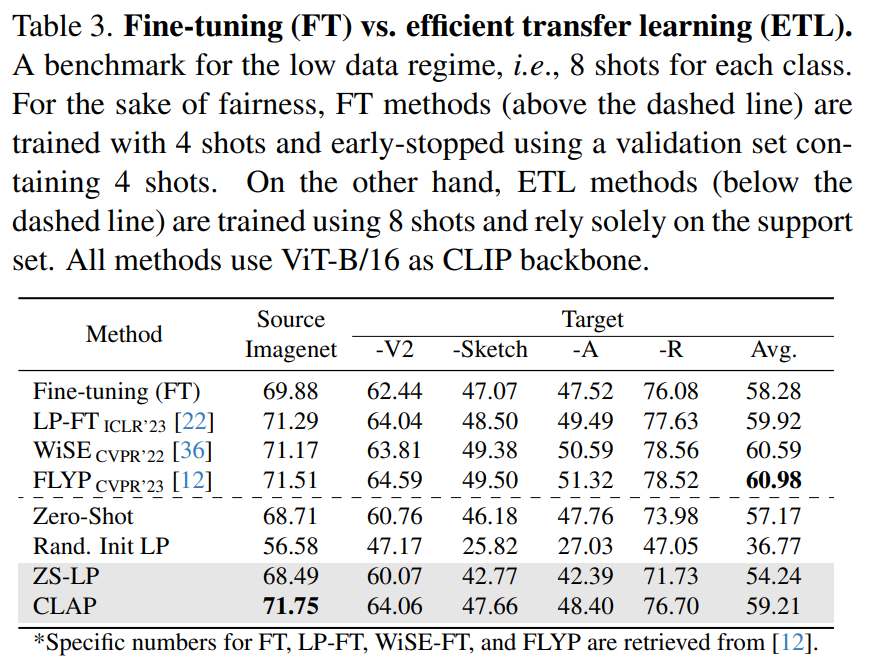 Table 3. Fine-tuning (FT) vs. efficient transfer learning (ETL).
A benchmark for the low data regime, i.e., 8 shots for each class.
For the sake of fairness, FT methods (above the dashed line) are
trained with 4 shots and early-stopped using a validation set con-
taining 4 shots. On the other hand, ETL methods (below the
dashed line) are trained using 8 shots and rely solely on the support
set. All methods use ViT-B/16 as CLIP backbone.
Method Source Target
Imagenet -V2 -Sketch -A -R Avg.
Fine-tuning (FT) 69.88 62.44 47.07 47.52 76.08 58.28
LP-FT ICLR'23 [22] 71.29 64.04 48.50 49.49 77.63 59.92
WiSE CVPR'22 [36] 71.17 63.81 49.38 50.59 78.56 60.59
FLYP CVPR'23 [12] 71.51 64.59 49.50 51.32 78.52 60.98
Zero-Shot 68.71 60.76 46.18 47.76 73.98 57.17
Rand. Init LP 56.58 47.17 25.82 27.03 47.05 36.77
ZS-LP 68.49 60.07 42.77 42.39 71.73 54.24
CLAP 71.75 64.06 47.66 48.40 76.70 59.21
*Specific numbers for FT, LP-FT, WiSE-FT, and FLYP are retrieved from [12].